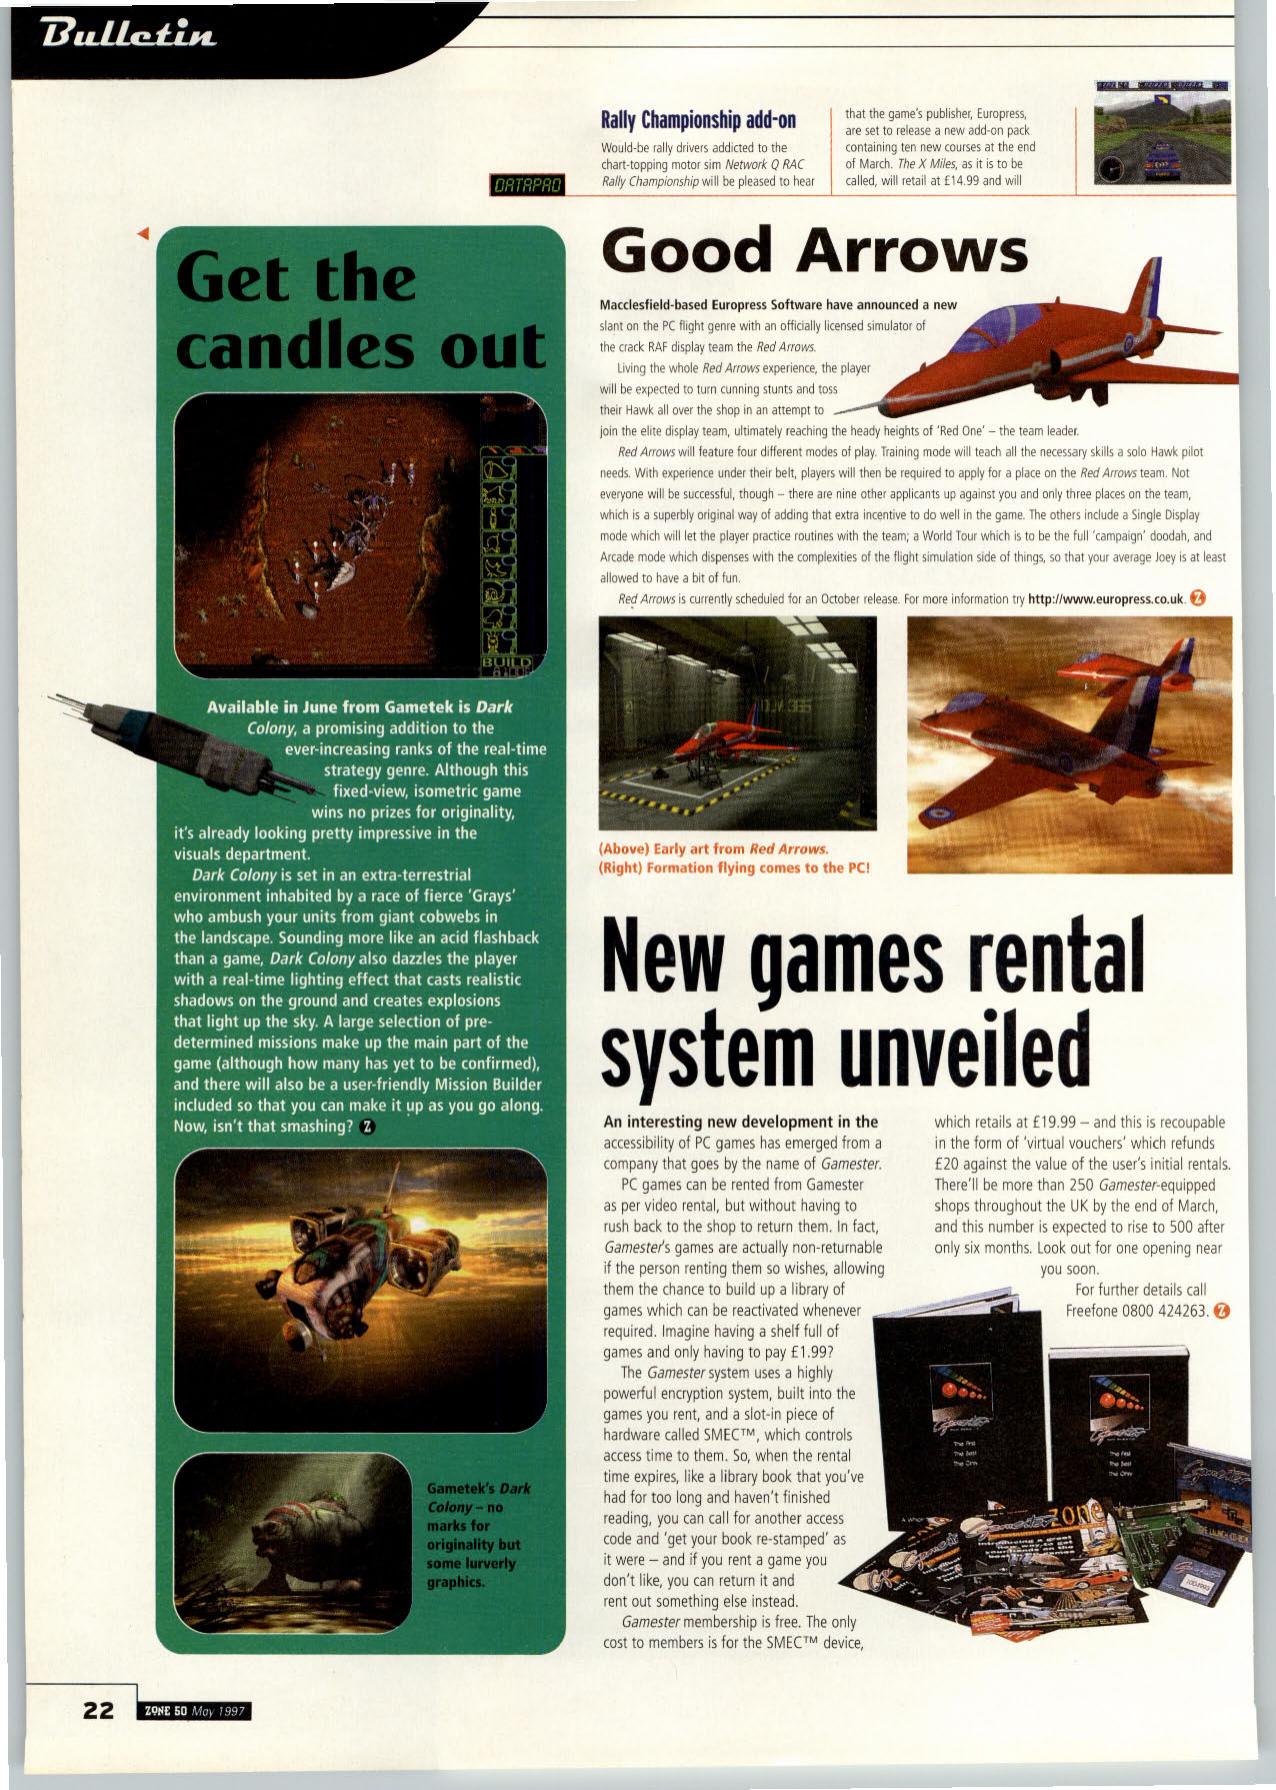 Bulletin
Rally Championship add-on
Would-be rally drivers addicted to the
chart-topping motor sim Network Q RAC
Rally Championship will be pleased to hear
that the game's publisher, Europress,
are set to release a new add-on pack
containing ten new courses at the end
of March. The X Miles, as it is to be
called, will retail at £14.99 and will
DATAPAD
Get the
candles out
BUILD
Available in June from Gametek is Dark
Colony, a promising addition to the
ever-increasing ranks of the real-time
strategy genre. Although this
fixed-view, isometric game
wins no prizes for originality,
it's already looking pretty impressive in the
visuals department.
Dark Colony is set in an extra-terrestrial
environment inhabited by a race of fierce 'Grays'
who ambush your units from giant cobwebs in
the landscape. Sounding more like an acid flashback
than a game, Dark Colony also dazzles the player
with a real-time lighting effect that casts realistic
shadows on the ground and creates explosions
that light up the sky. A large selection of pre-
determined missions make up the main part of the
game (although how many has yet to be confirmed),
and there will also be a user-friendly Mission Builder
included so that you can make it up as you go along.
Now, isn't that smashing? Z
Gametek's Dark
Colony – no
marks for
originality but
some lurverly
graphics.
Good Arrows
Macclesfield-based Europress Software have announced a new
slant on the PC flight genre with an officially licensed simulator of
the crack RAF display team the Red Arrows.
Living the whole Red Arrows experience, the player
will be expected to turn cunning stunts and toss
their Hawk all over the shop in an attempt to
join the elite display team, ultimately reaching the heady heights of 'Red One' – the team leader.
Red Arrows will feature four different modes of play. Training mode will teach all the necessary skills a solo Hawk pilot
needs. With experience under their belt, players will then be required to apply for a place on the Red Arrows team. Not
everyone will be successful, though – there are nine other applicants up against you and only three places on the team,
which is a superbly original way of adding that extra incentive to do well in the game. The others include a Single Display
mode which will let the player practice routines with the team; a World Tour which is to be the full 'campaign' doodah, and
Arcade mode which dispenses with the complexities of the flight simulation side of things, so that your average Joey is at least
allowed to have a bit of fun.
Red Arrows is currently scheduled for an October release. For more information try http://www.europress.co.uk. Z
(Above) Early art from Red Arrows.
(Right) Formation flying comes to the PC!
New games rental
system unveiled
An interesting new development in the
accessibility of PC games has emerged from a
company that goes by the name of Gamester.
PC games can be rented from Gamester
as per video rental, but without having to
rush back to the shop to return them. In fact,
Gamester's games are actually non-returnable
if the person renting them so wishes, allowing
them the chance to build up a library of
games which can be reactivated whenever
required. Imagine having a shelf full of
games and only having to pay £1.99?
The Gamester system uses a highly
powerful encryption system, built into the
games you rent, and a slot-in piece of
hardware called SMEC™, which controls
access time to them. So, when the rental
time expires, like a library book that you've
had for too long and haven't finished
reading, you can call for another access
code and 'get your book re-stamped' as
it were – and if you rent a game you
don't like, you can return it and
rent out something else instead.
Gamester membership is free. The only
cost to members is for the SMEC™ device,
which retails at £19.99 – and this is recoupable
in the form of 'virtual vouchers' which refunds
£20 against the value of the user's initial rentals.
There'll be more than 250 Gamester-equipped
shops throughout the UK by the end of March,
and this number is expected to rise to 500 after
only six months. Look out for one opening near
you soon.
For further details call
Freefone 0800 424263. Z
Gamester
The First
The Best
The Only
Gamester
The First
The Best
The Only
zone
22
ZONE 50 May 1997